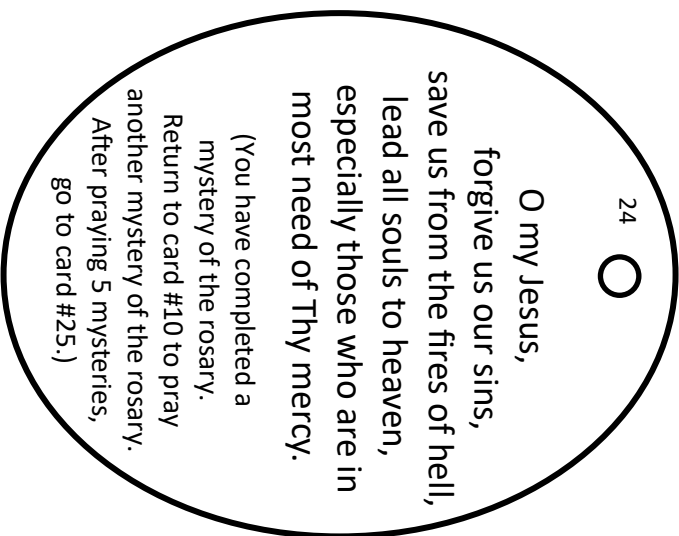 24
O my Jesus,
forgive us our sins,
save us from the fires of hell,
lead all souls to heaven,
especially those who are in
most need of Thy mercy.
(You have completed a
mystery of the rosary.
Return to card #10 to pray
another mystery of the rosary.
After praying 5 mysteries,
go to card #25.)